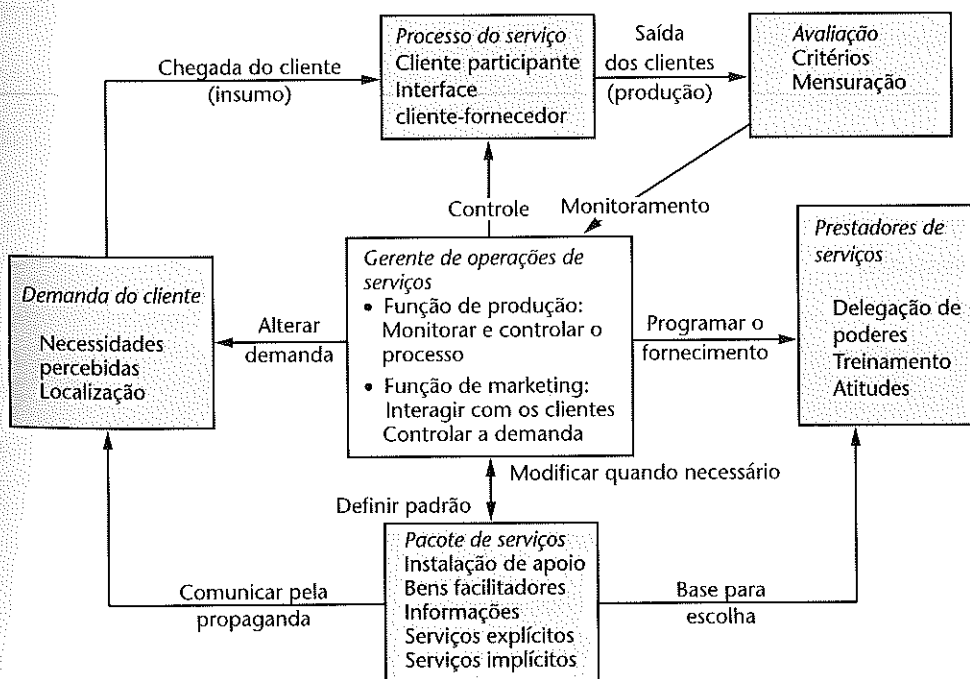 Processo do serviço
Cliente participante
Interface
cliente-fornecedor
Chegada do cliente
(insumo)
Saída
dos clientes
(produção)
Avaliação
Critérios
Mensuração
Controle
Monitoramento
Demanda do cliente
Necessidades
percebidas
Localização
Alterar
demanda
Gerente de operações de
serviços
• Função de produção:
Monitorar e controlar o
processo
• Função de marketing:
Interagir com os clientes
Controlar a demanda
Programar o
fornecimento
Prestadores de
serviços
Delegação de
poderes
Treinamento
Atitudes
Modificar quando necessário
Definir padrão
Pacote de serviços
Instalação de apoio
Bens facilitadores
Informações
Serviços explícitos
Serviços implícitos
Comunicar pela
propaganda
Base para
escolha